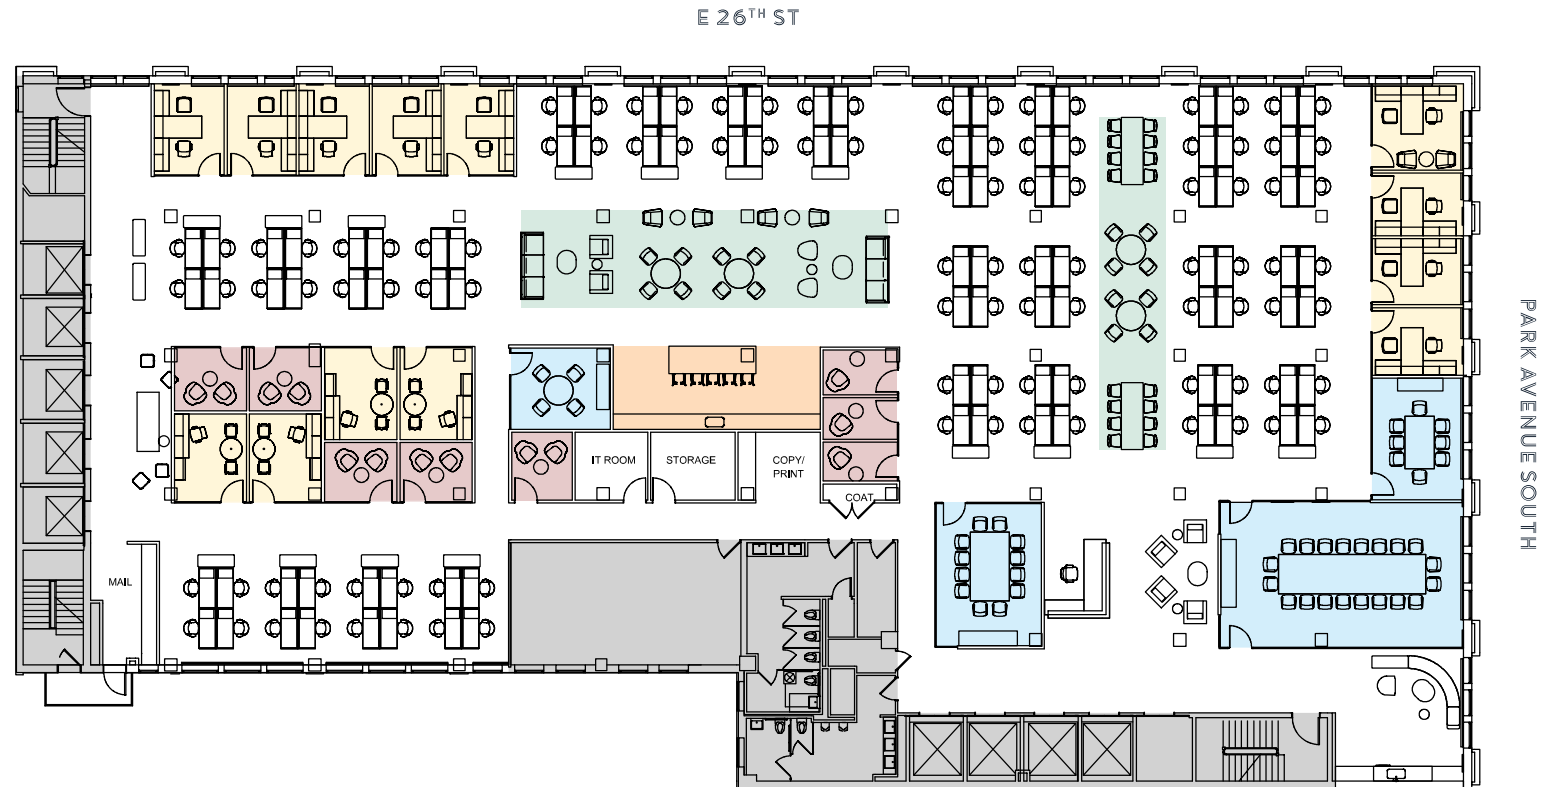 E 26TH ST
PARK AVENUE SOUTH
IT ROOM
STORAGE
COPY/
PRINT
COAT
MAIL